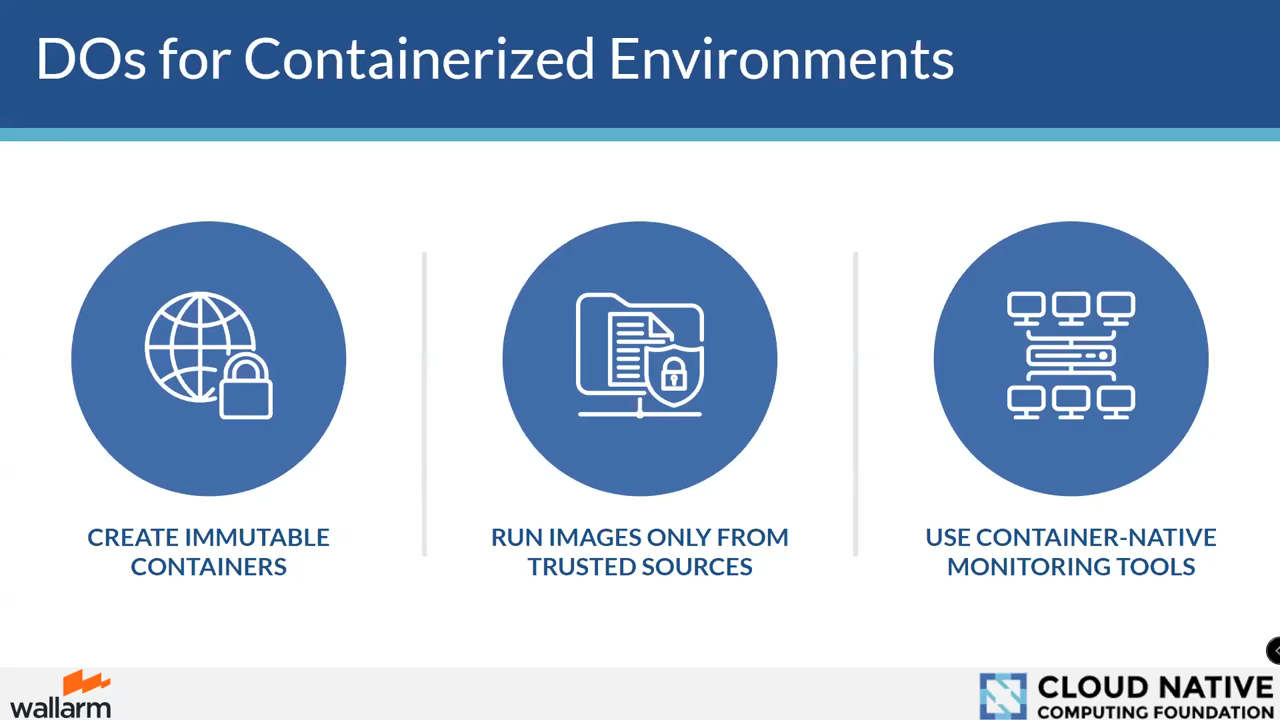 DOs for Containerized Environments
CREATE IMMUTABLE
CONTAINERS
RUN IMAGES ONLY FROM
TRUSTED SOURCES
USE CONTAINER-NATIVE
MONITORING TOOLS
wallarm
CLOUD NATIVE
COMPUTING FOUNDATION